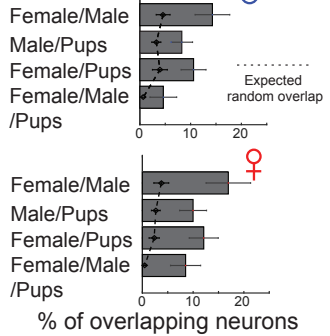 Female/Male
Male/Pups
Female/Pups
Female/Male
/Pups
Expected
random overlap
0 10 20
♀
Female/Male
Male/Pups
Female/Pups
Female/Male
/Pups
0 10 20
% of overlapping neurons